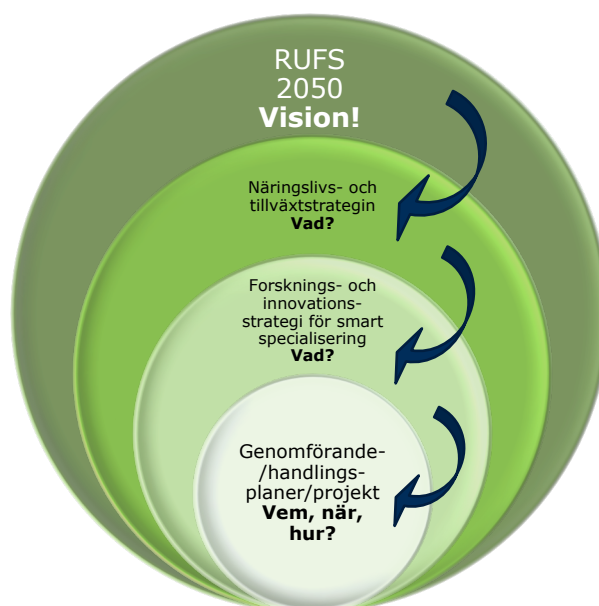 RUFS
2050
Vision!
Näringslivs- och
tillväxtstrategin
Vad?
Forsknings- och
innovations-
strategi för smart
specialisering
Vad?
Genomförande-
/handlings-
planer/projekt
Vem, när,
hur?